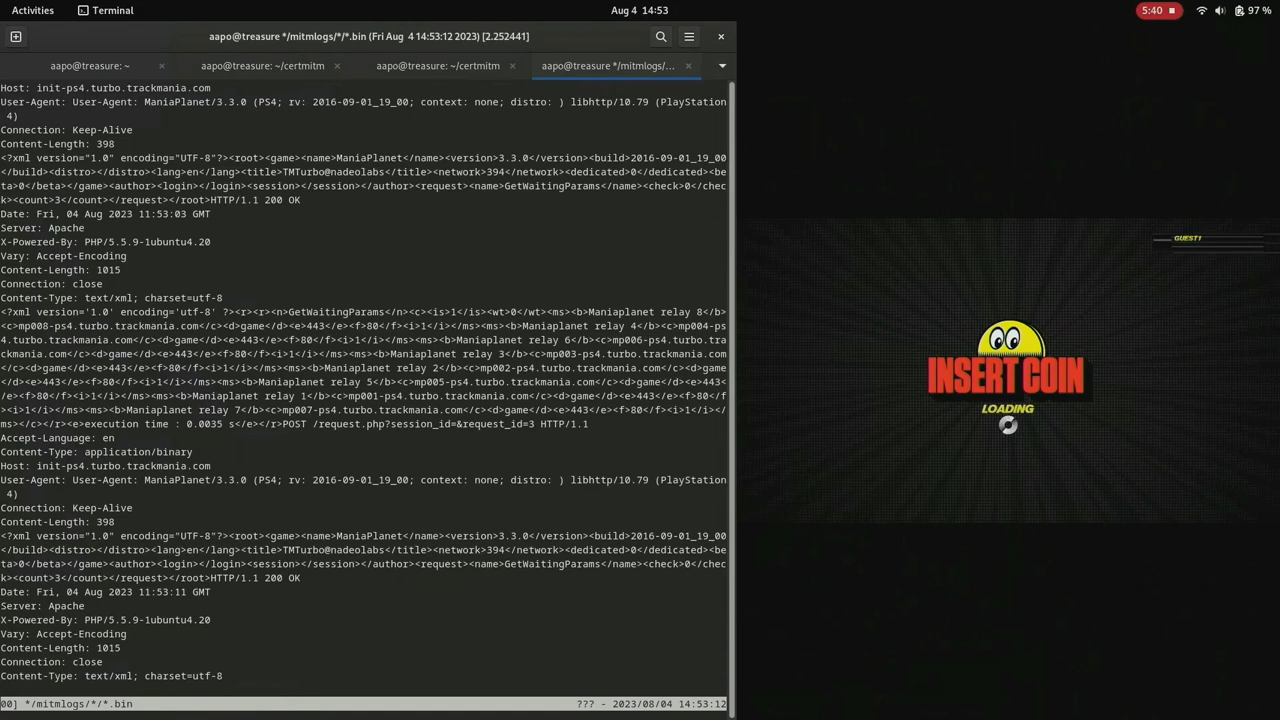 Activities
Terminal
Aug 4 14:53
5:40
97 %
aapo@treasure */mitmlogs/*/*.bin (Fri Aug  4 14:53:12 2023) [2.252441]
aapo@treasure: ~
aapo@treasure: ~/certmitm
aapo@treasure: ~/certmitm
aapo@treasure */mitmlogs/...
Host: init-ps4.turbo.trackmania.com
User-Agent: User-Agent: ManiaPlanet/3.3.0 (PS4; rv: 2016-09-01_19_00; context: none; distro: ) libhttp/10.79 (PlayStation
4)
Connection: Keep-Alive
Content-Length: 398
<?xml version="1.0" encoding="UTF-8"?><root><game><name>ManiaPlanet</name><version>3.3.0</version><build>2016-09-01_19_00
</build><distro></distro><lang>en</lang><title>TMTurbo@nadeolabs</title><network>394</network><dedicated>0</dedicated><be
ta>0</beta></game><author><login></login><session></session></author><request><name>GetWaitingParams</name><check>0</chec
k><count>3</count></request></root>HTTP/1.1 200 OK
Date: Fri, 04 Aug 2023 11:53:03 GMT
Server: Apache
X-Powered-By: PHP/5.5.9-1ubuntu4.20
Vary: Accept-Encoding
Content-Length: 1015
Connection: close
Content-Type: text/xml; charset=utf-8
<?xml version='1.0' encoding='utf-8' ?><r><r><n>GetWaitingParams</n><c><is>1</is><wt>0</wt><ms><b>Maniaplanet relay 8</b>
<c>mp008-ps4.turbo.trackmania.com</c><d>game</d><e>443</e><f>80</f><i>1</i></ms><ms><b>Maniaplanet relay 4</b><c>mp004-ps
4.turbo.trackmania.com</c><d>game</d><e>443</e><f>80</f><i>1</i></ms><ms><b>Maniaplanet relay 6</b><c>mp006-ps4.turbo.tra
ckmania.com</c><d>game</d><e>443</e><f>80</f><i>1</i></ms><ms><b>Maniaplanet relay 3</b><c>mp003-ps4.turbo.trackmania.com
</c><d>game</d><e>443</e><f>80</f><i>1</i></ms><ms><b>Maniaplanet relay 2</b><c>mp002-ps4.turbo.trackmania.com</c><d>game
</d><e>443</e><f>80</f><i>1</i></ms><ms><b>Maniaplanet relay 5</b><c>mp005-ps4.turbo.trackmania.com</c><d>game</d><e>443<
/e><f>80</f><i>1</i></ms><ms><b>Maniaplanet relay 1</b><c>mp001-ps4.turbo.trackmania.com</c><d>game</d><e>443</e><f>80</f
><i>1</i></ms><ms><b>Maniaplanet relay 7</b><c>mp007-ps4.turbo.trackmania.com</c><d>game</d><e>443</e><f>80</f><i>1</i></
ms></c></r><e>execution time : 0.0035 s</e></r>POST /request.php?session_id=&request_id=3 HTTP/1.1
Accept-Language: en
Content-Type: application/binary
Host: init-ps4.turbo.trackmania.com
User-Agent: User-Agent: ManiaPlanet/3.3.0 (PS4; rv: 2016-09-01_19_00; context: none; distro: ) libhttp/10.79 (PlayStation
4)
Connection: Keep-Alive
Content-Length: 398
<?xml version="1.0" encoding="UTF-8"?><root><game><name>ManiaPlanet</name><version>3.3.0</version><build>2016-09-01_19_00
</build><distro></distro><lang>en</lang><title>TMTurbo@nadeolabs</title><network>394</network><dedicated>0</dedicated><be
ta>0</beta></game><author><login></login><session></session></author><request><name>GetWaitingParams</name><check>0</chec
k><count>3</count></request></root>HTTP/1.1 200 OK
Date: Fri, 04 Aug 2023 11:53:11 GMT
Server: Apache
X-Powered-By: PHP/5.5.9-1ubuntu4.20
Vary: Accept-Encoding
Content-Length: 1015
Connection: close
Content-Type: text/xml; charset=utf-8
00] */mitmlogs/*/*.bin
??? - 2023/08/04 14:53:12
GUEST1
INSERT COIN
LOADING